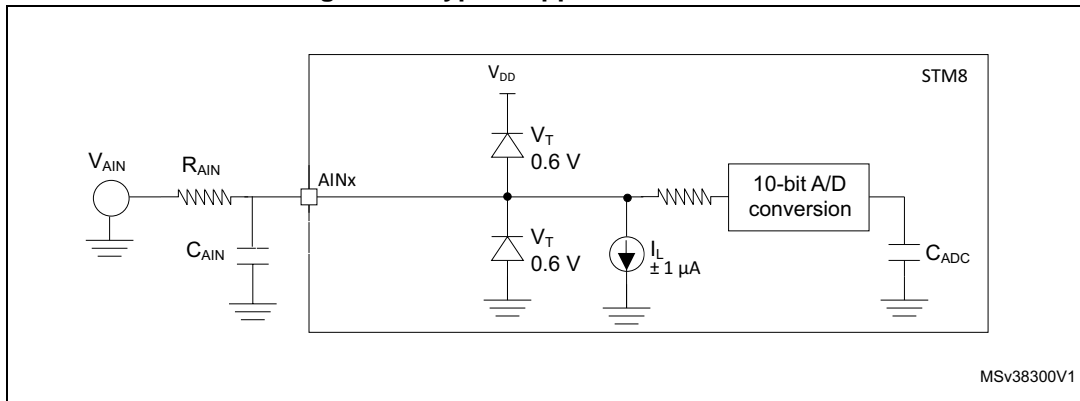 V_DD
STM8
V_T
0.6 V
V_AIN
R_AIN
AINx
10-bit A/D
conversion
C_AIN
V_T
0.6 V
I_L
± 1 µA
C_ADC
MSv38300V1